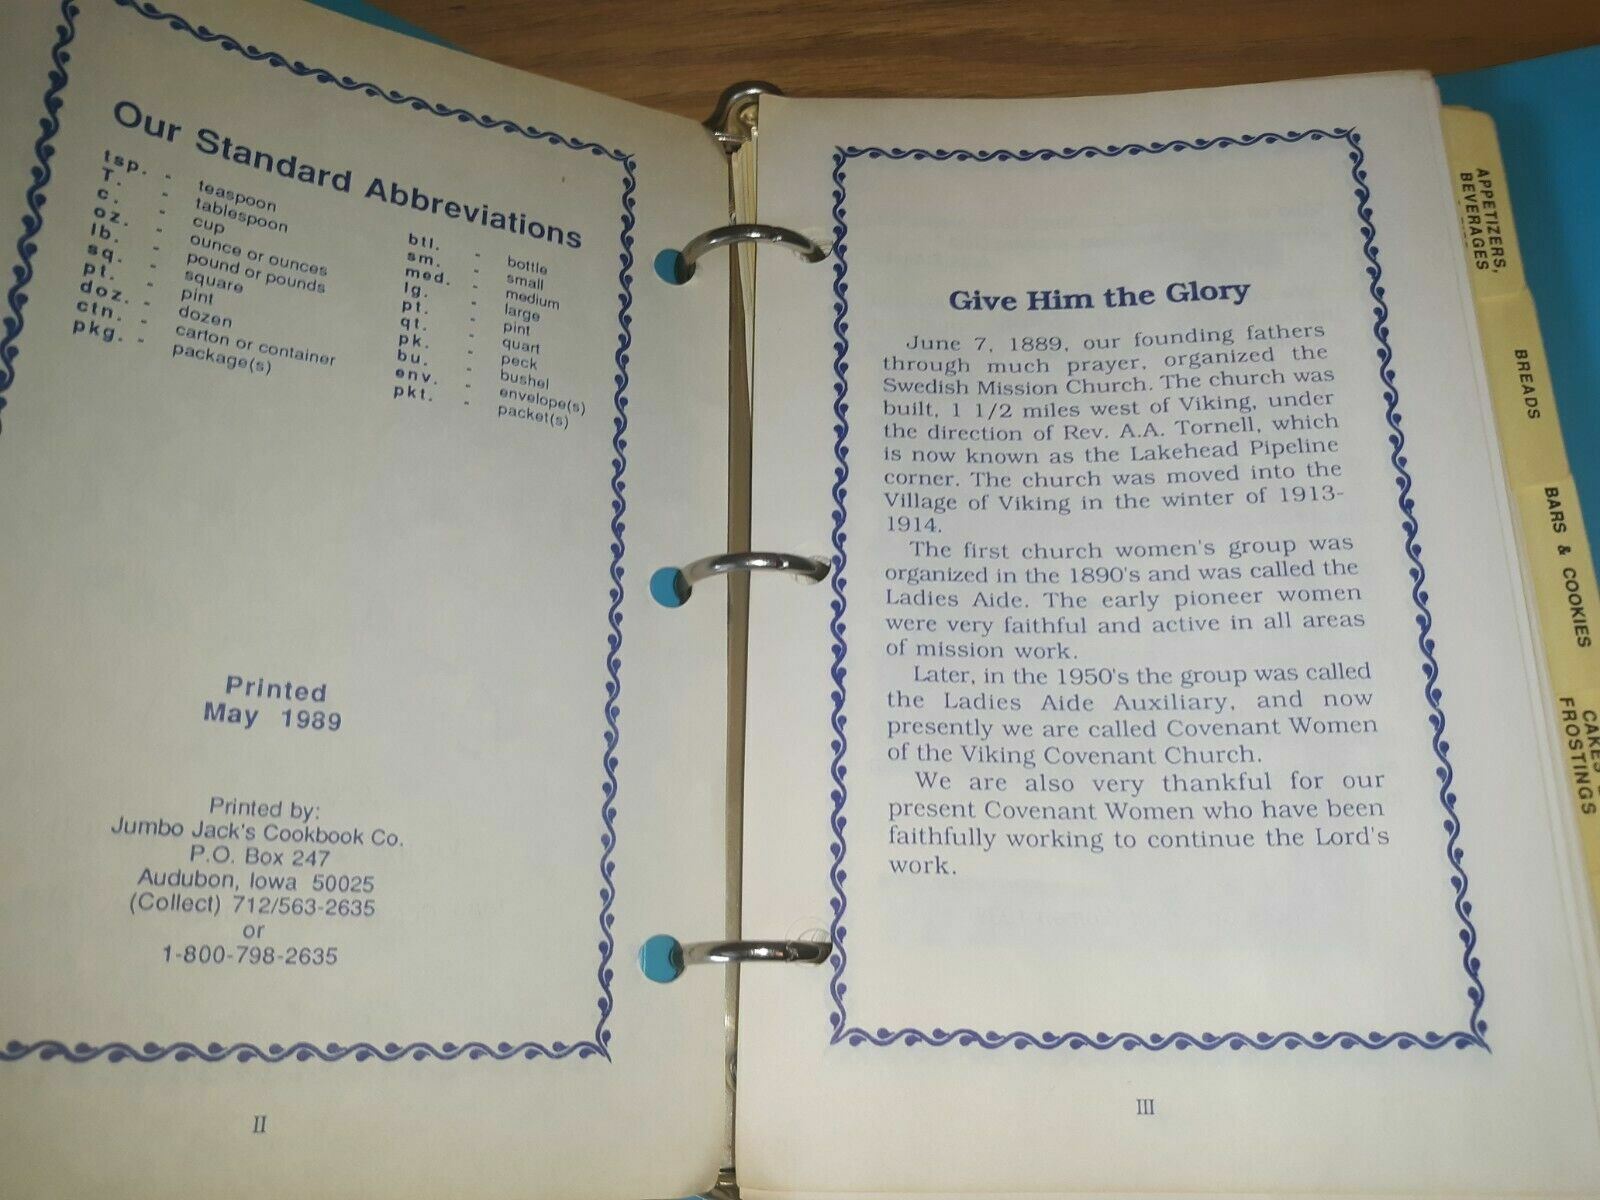 Our Standard Abbreviations
tsp. - teaspoon
T. - tablespoon
c. - cup
oz. - ounce or ounces
lb. - pound or pounds
sq. - square
pt. - pint
doz. - dozen
ctn. - carton or container
pkg. - package(s)
btl. - bottle
sm. - small
med. - medium
lg. - large
pt. - pint
qt. - quart
pk. - peck
bu. - bushel
env. - envelope(s)
pkt. - packet(s)
Printed
May 1989
Printed by:
Jumbo Jack's Cookbook Co.
P.O. Box 247
Audubon, Iowa 50025
(Collect) 712/563-2635
or
1-800-798-2635
II
Give Him the Glory
June 7, 1889, our founding fathers
through much prayer, organized the
Swedish Mission Church. The church was
built, 1 1/2 miles west of Viking, under
the direction of Rev. A.A. Tornell, which
is now known as the Lakehead Pipeline
corner. The church was moved into the
Village of Viking in the winter of 1913-
1914.
The first church women's group was
organized in the 1890's and was called the
Ladies Aide. The early pioneer women
were very faithful and active in all areas
of mission work.
Later, in the 1950's the group was called
the Ladies Aide Auxiliary, and now
presently we are called Covenant Women
of the Viking Covenant Church.
We are also very thankful for our
present Covenant Women who have been
faithfully working to continue the Lord's
work.
III
APPETIZERS,
BEVERAGES
BREADS
BARS & COOKIES
CAKES &
FROSTINGS